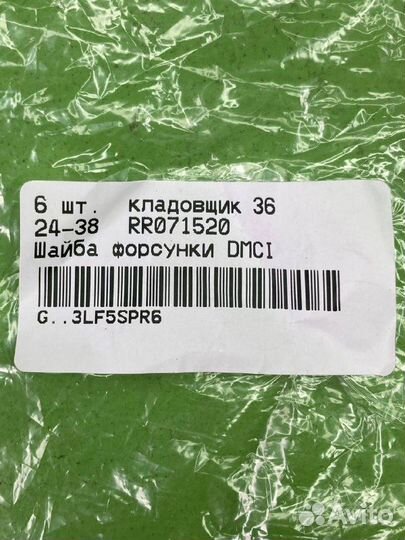 6 шт. кладовщик 36
24-38 RR071520
Шайба форсунки DMCI
G..3LF5SPR6
Avito